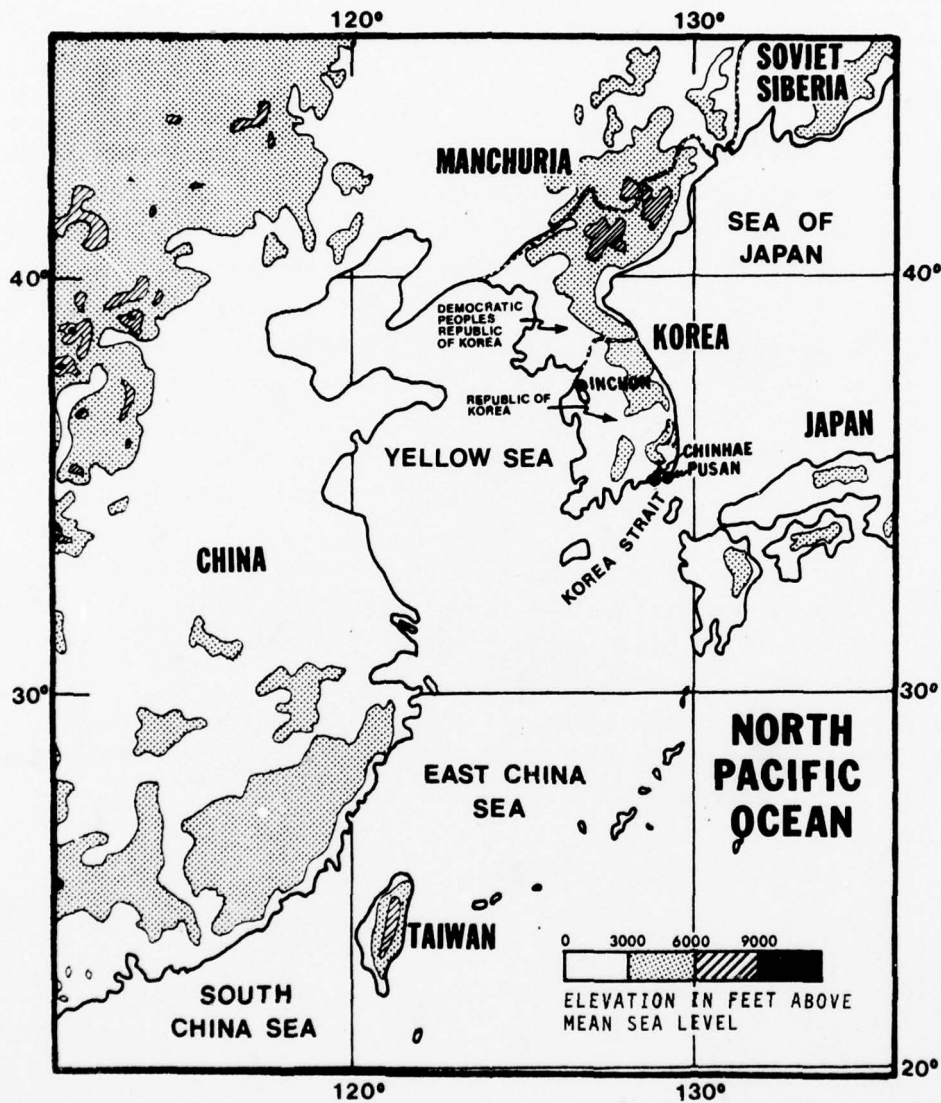 120°
130°
SOVIET
SIBERIA
MANCHURIA
SEA OF
JAPAN
40°
40°
DEMOCRATIC
PEOPLES
REPUBLIC
OF KOREA
KOREA
INCHON
REPUBLIC OF
KOREA
JAPAN
YELLOW SEA
CHINHAE
PUSAN
KOREA STRAIT
CHINA
30°
30°
NORTH
PACIFIC
OCEAN
EAST CHINA
SEA
TAIWAN
0 3000 6000 9000
ELEVATION IN FEET ABOVE
MEAN SEA LEVEL
SOUTH
CHINA SEA
20°
120°
130°